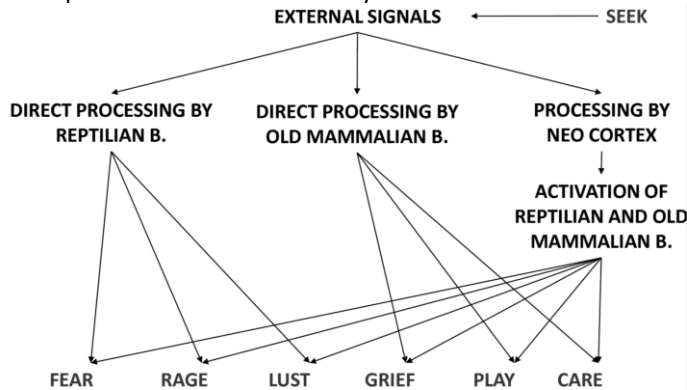 EXTERNAL SIGNALS
SEEK
DIRECT PROCESSING BY
REPTILIAN B.
DIRECT PROCESSING BY
OLD MAMMALIAN B.
PROCESSING BY
NEO CORTEX
ACTIVATION OF
REPTILIAN AND OLD
MAMMALIAN B.
FEAR
RAGE
LUST
GRIEF
PLAY
CARE